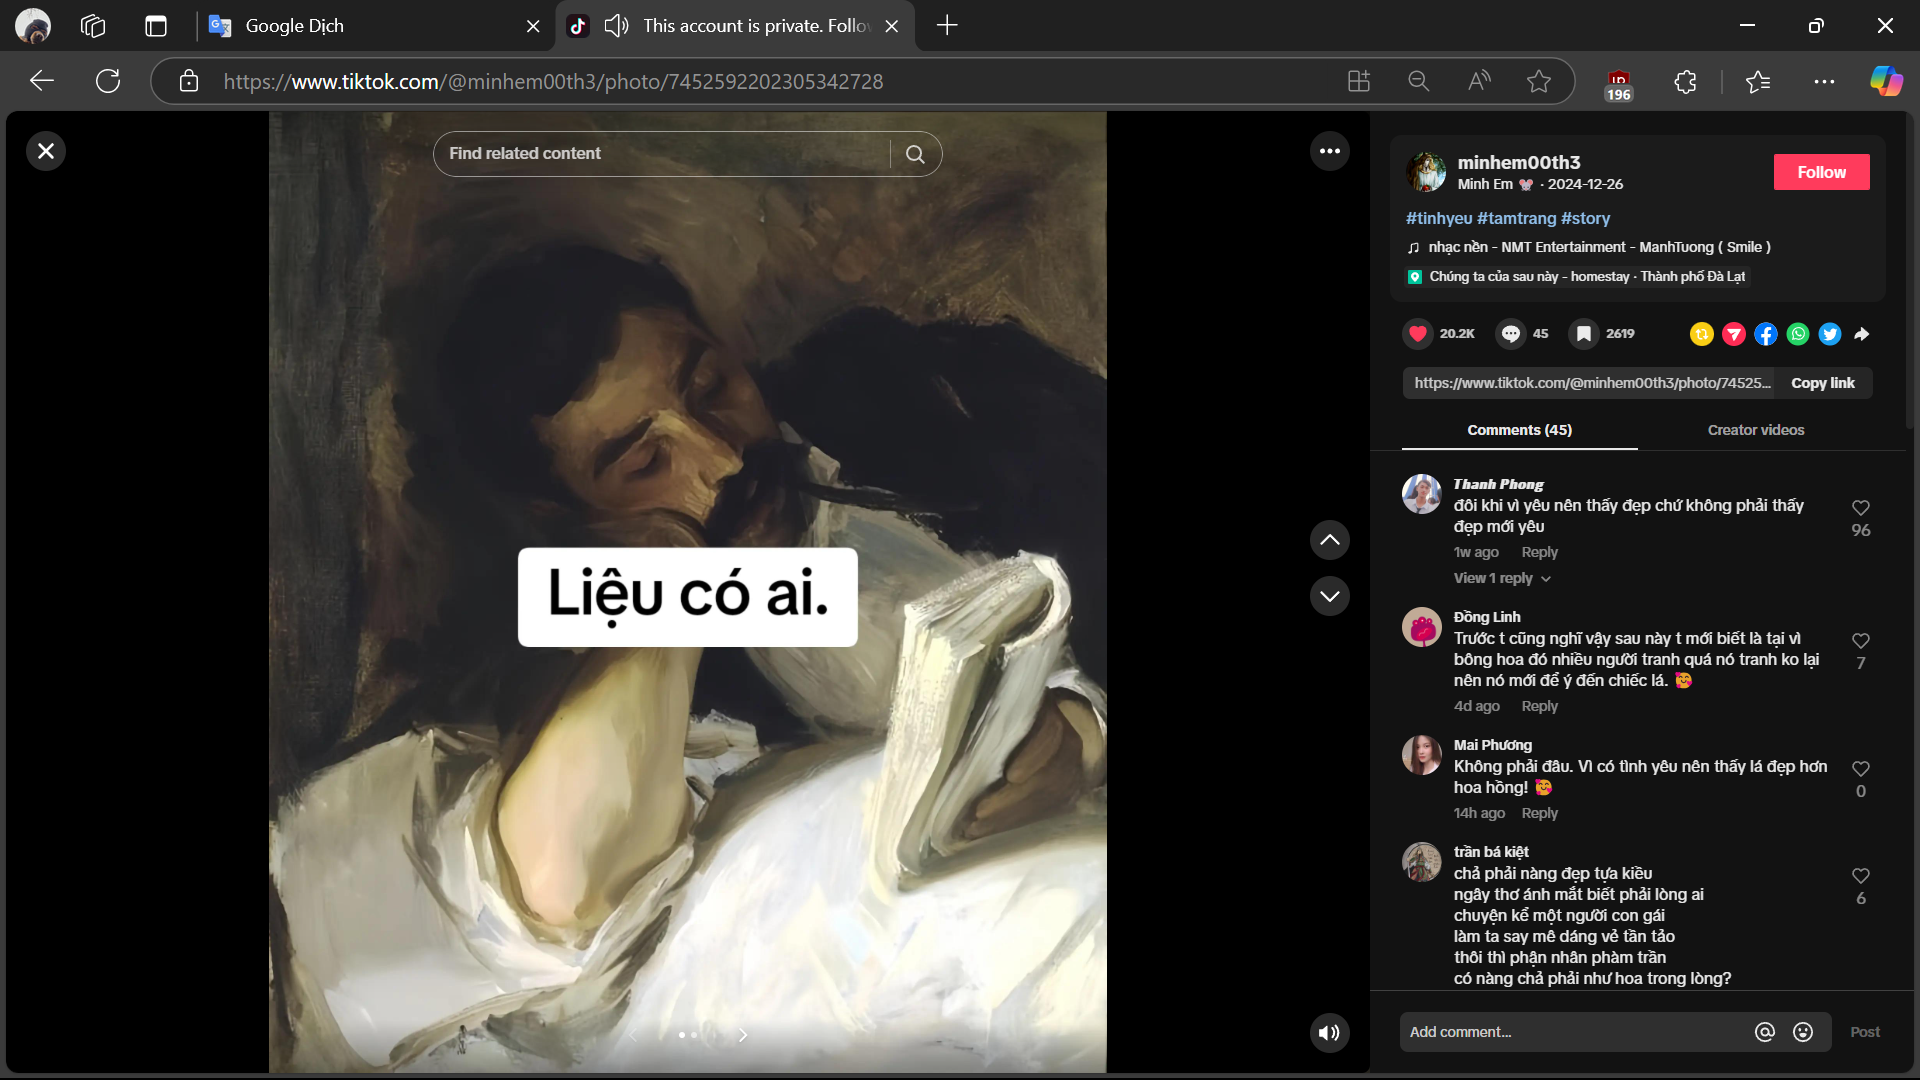 Google Dịch
This account is private. Follo
https://www.tiktok.com/@minhem00th3/photo/7452592202305342728
196
Find related content
Liệu có ai.
minhem00th3
Minh Em 🐭 · 2024-12-26
Follow
#tinhyeu #tamtrang #story
nhạc nền - NMT Entertainment - ManhTuong ( Smile )
Chúng ta của sau này - homestay · Thành phố Đà Lạt
20.2K
45
2619
https://www.tiktok.com/@minhem00th3/photo/74525...
Copy link
Comments (45)
Creator videos
Thanh Phong
đôi khi vì yêu nên thấy đẹp chứ không phải thấy
đẹp mới yêu
96
1w ago Reply
View 1 reply
Đồng Linh
Trước t cũng nghĩ vậy sau này t mới biết là tại vì
bông hoa đó nhiều người tranh quá nó tranh ko lại
nên nó mới để ý đến chiếc lá. 🥰
7
4d ago Reply
Mai Phương
Không phải đâu. Vì có tình yêu nên thấy lá đẹp hơn
hoa hồng! 🥰
0
14h ago Reply
trần bá kiệt
chả phải nàng đẹp tựa kiều
ngây thơ ánh mắt biết phải lòng ai
chuyện kể một người con gái
làm ta say mê dáng vẻ tần tảo
thôi thì phận nhân phàm trần
có nàng chả phải như hoa trong lòng?
6
Add comment...
Post